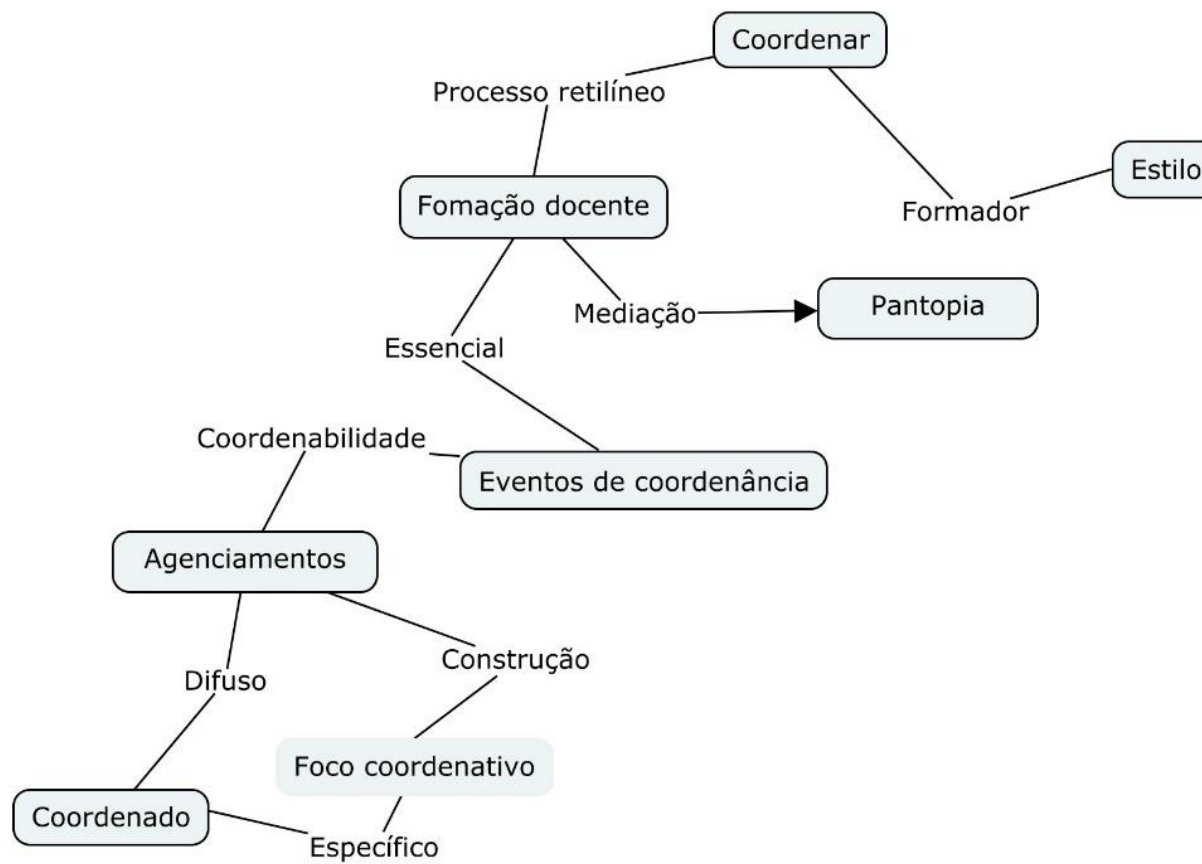 Coordenar
Processo retilíneo
Estilo
Fomação docente
Formador
Mediação
Pantopia
Essencial
Coordenabilidade
Eventos de coordenância
Agenciamentos
Construção
Difuso
Foco coordenativo
Coordenado
Específico